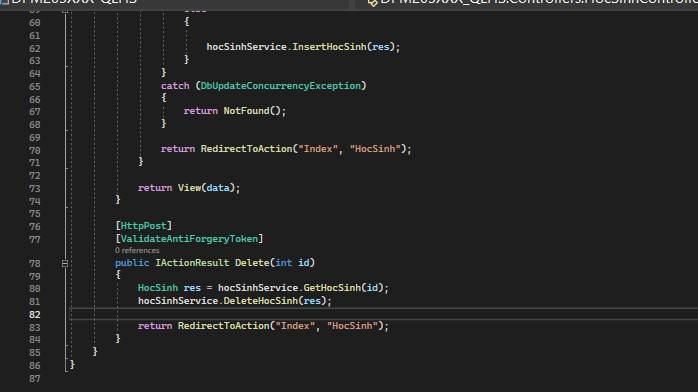 60 {
61
62 hocSinhService.InsertHocSinh(res);
63 }
64 }
65 catch (DbUpdateConcurrencyException)
66 {
67 return NotFound();
68 }
69
70 return RedirectToAction("Index", "HocSinh");
71 }
72
73 return View(data);
74 }
75
76 [HttpPost]
77 [ValidateAntiForgeryToken]
0 references
78 public IActionResult Delete(int id)
79 {
80 HocSinh res = hocSinhService.GetHocSinh(id);
81 hocSinhService.DeleteHocSinh(res);
82
83 return RedirectToAction("Index", "HocSinh");
84 }
85 }
86 }
87